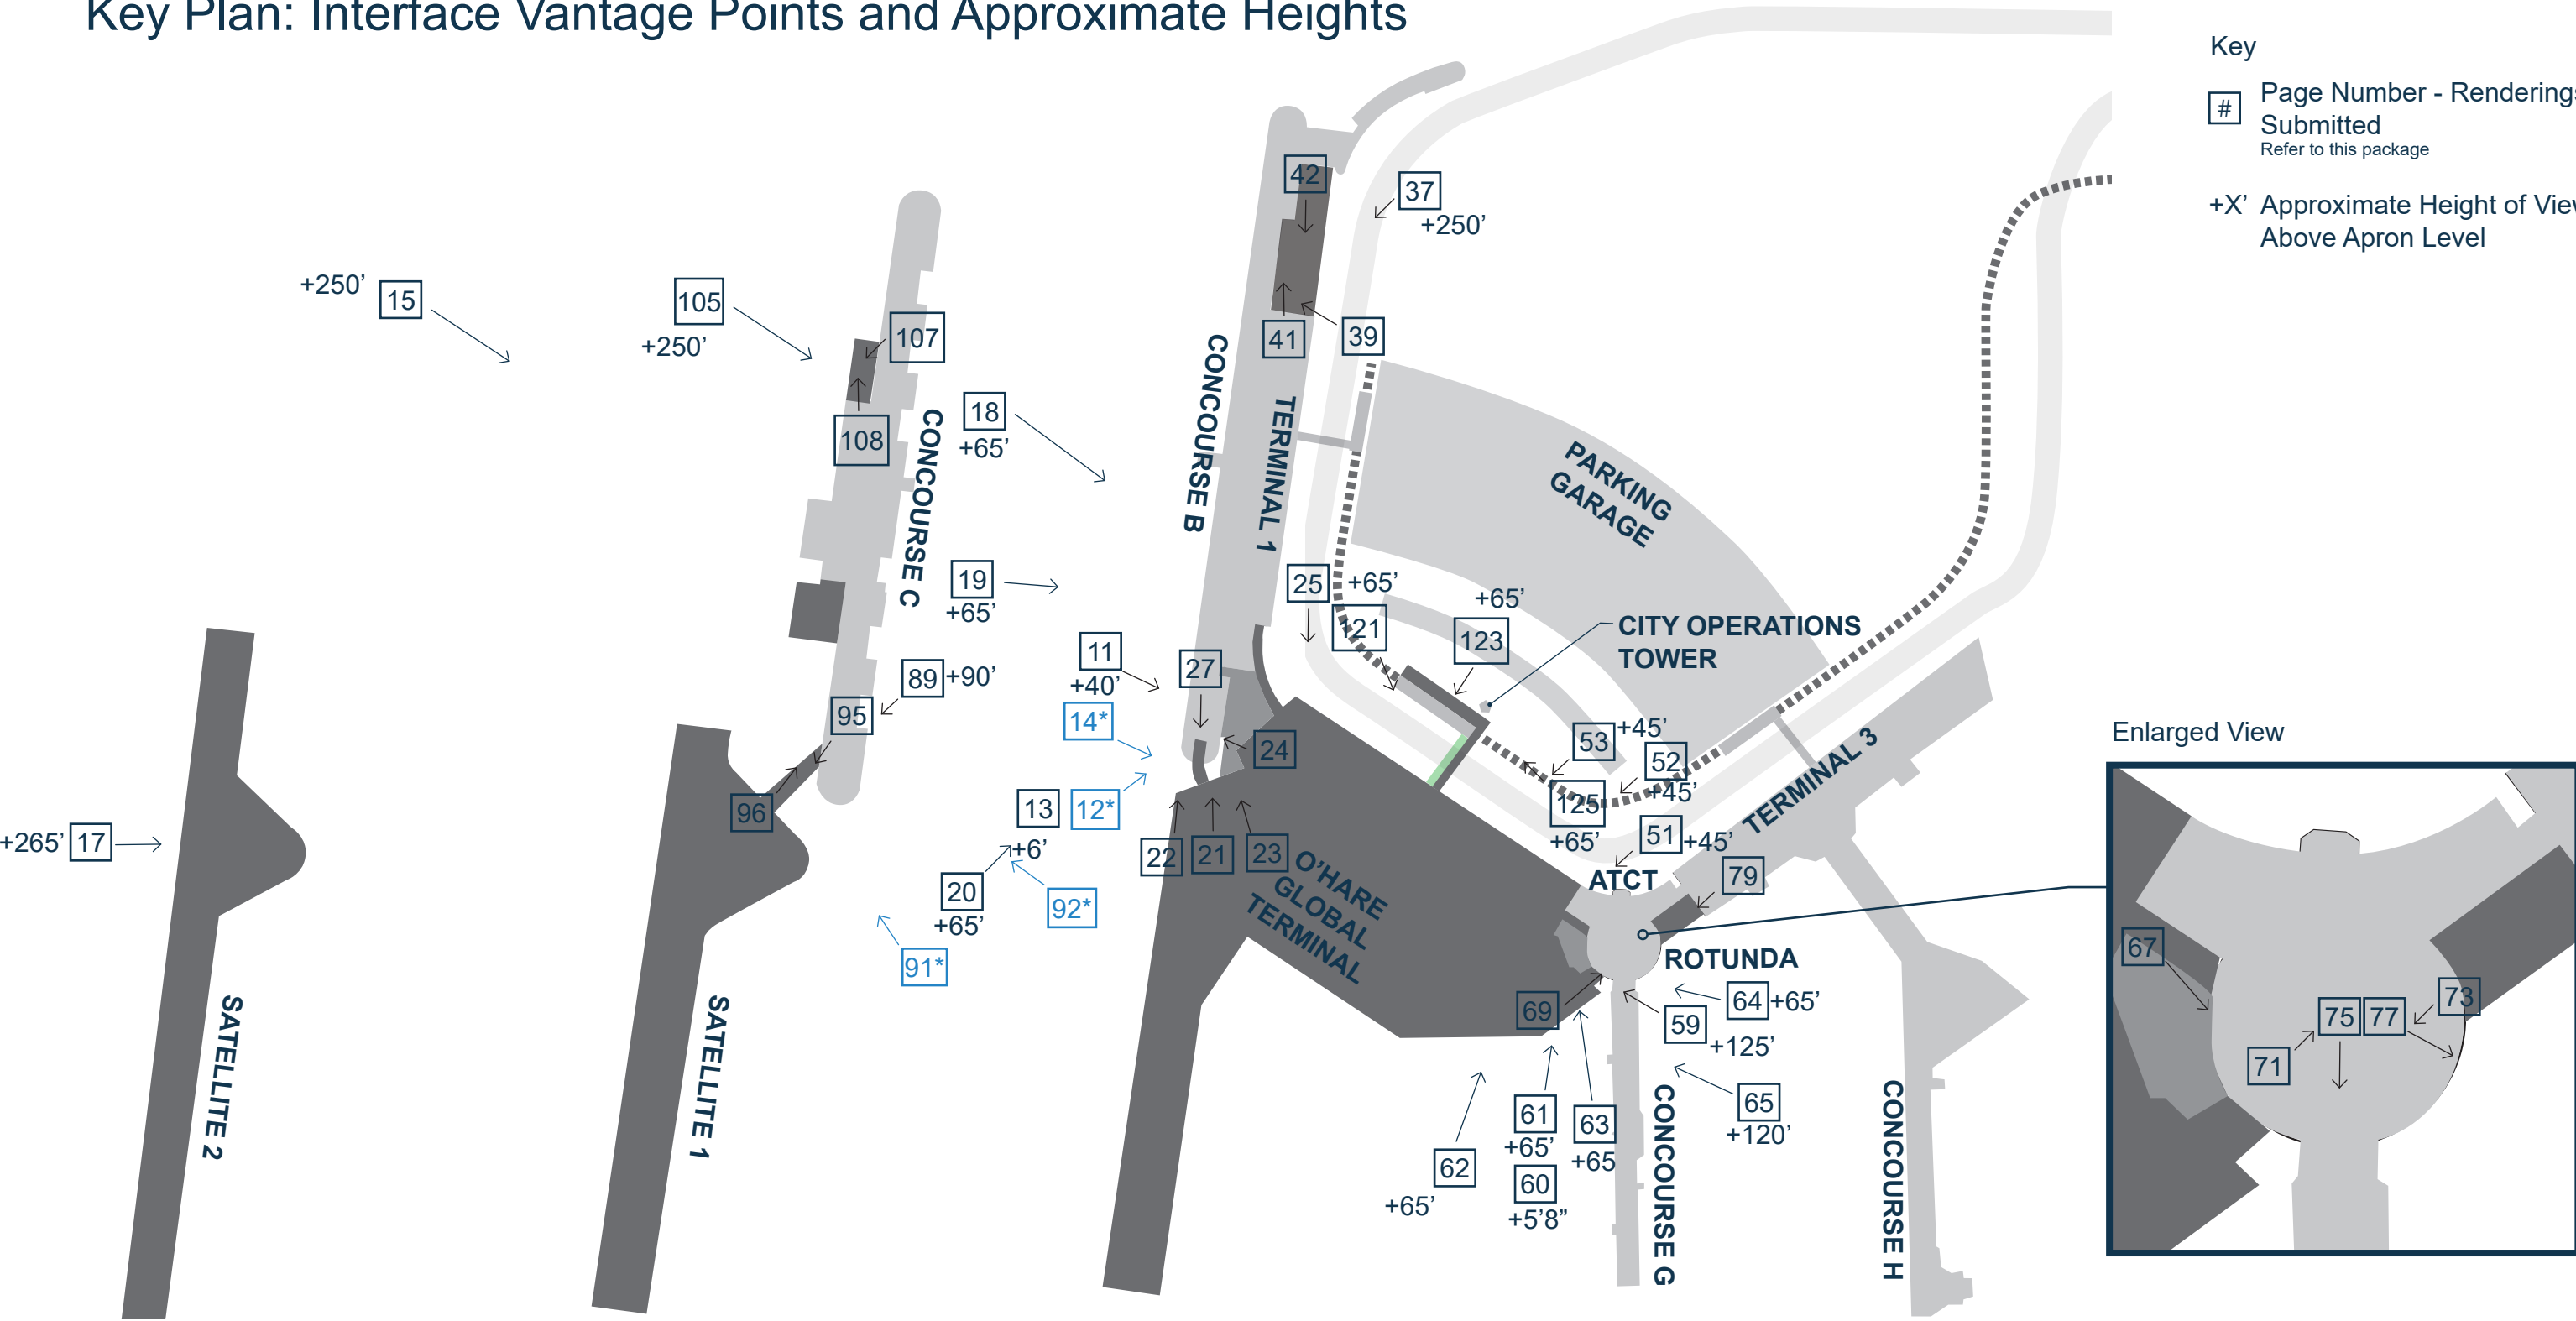 Key Plan: Interface Vantage Points and Approximate Heights
Key
#
Page Number - Renderings
Submitted
Refer to this package
+X’
Approximate Height of View
Above Apron Level
42
37
+250’
+250’
15
105
+250’
107
41
39
108
18
+65’
CONCOURSE C
CONCOURSE B
TERMINAL 1
PARKING
GARAGE
19
+65’
25
+65’
121
+65’
123
CITY OPERATIONS
TOWER
11
+40’
27
89
+90’
95
14*
24
53
+45’
52
+45’
TERMINAL 3
Enlarged View
96
13
+6’
12*
125
+65’
51
+45’
+265’
17
22
21
23
O’HARE
GLOBAL
TERMINAL
ATCT
79
20
+65’
92*
91*
ROTUNDA
69
64
+65’
59
+125’
67
73
75
77
71
SATELLITE 2
SATELLITE 1
61
+65’
63
+65
65
+120’
62
+65’
60
+5’8”
CONCOURSE G
CONCOURSE H